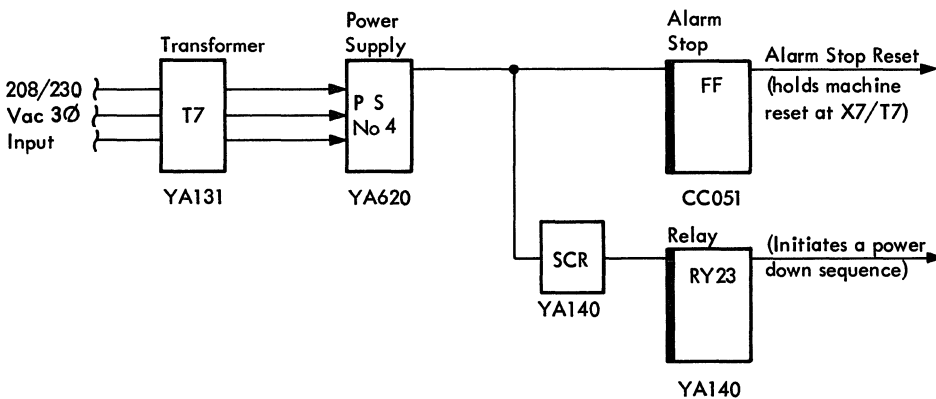 Transformer
208/230
Vac 3Ø
Input
T7
YA131
Power
Supply
P S
No 4
YA620
Alarm
Stop
FF
CC051
Alarm Stop Reset
(holds machine
reset at X7/T7)
SCR
YA140
Relay
RY23
YA140
(Initiates a power
down sequence)